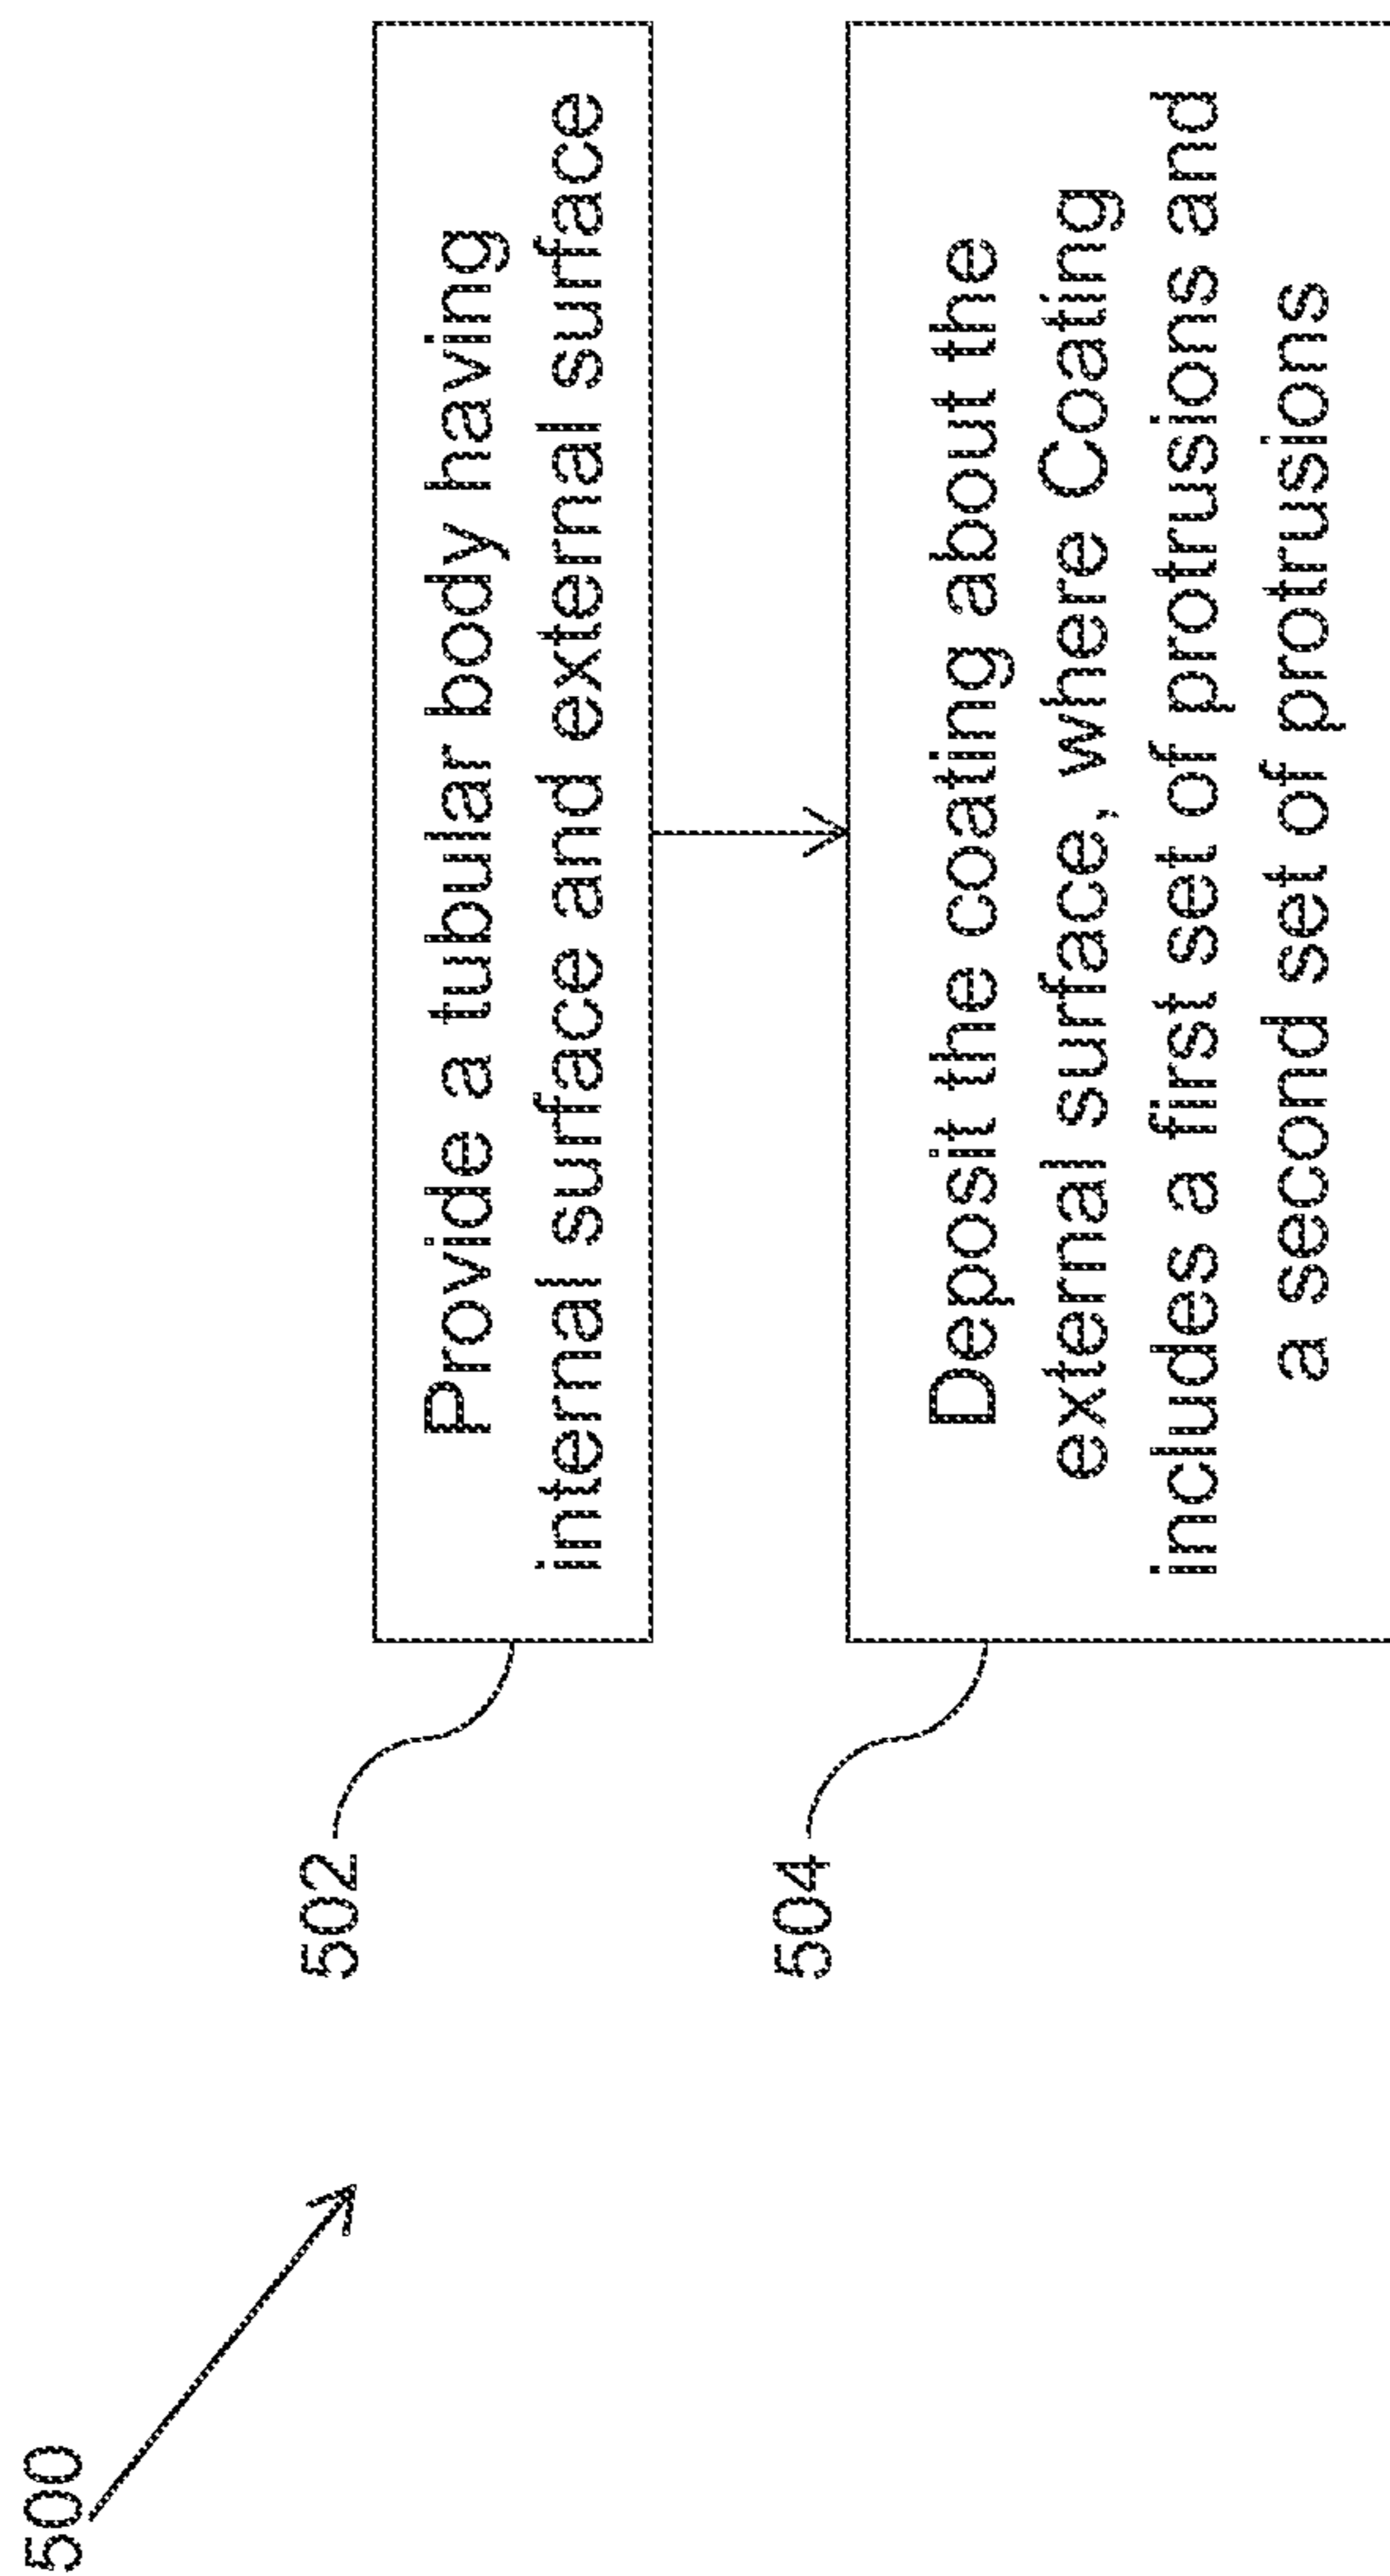 500
502
Provide a tubular body having
internal surface and external surface
504
Deposit the coating about the
external surface, where Coating
includes a first set of protrusions and
a second set of protrusions